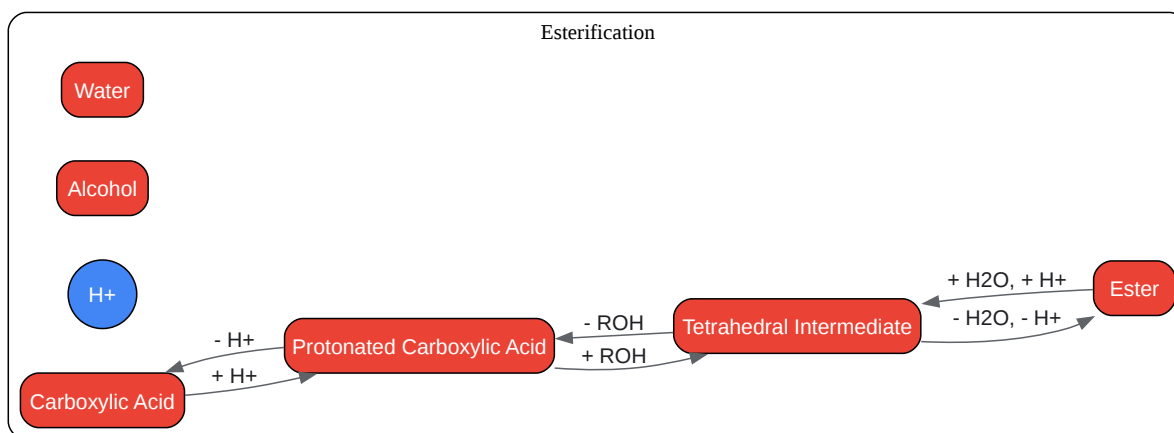 Esterification
Water
Alcohol
H+
+ H2O, + H+
Ester
- H2O, - H+
- ROH
Tetrahedral Intermediate
+ ROH
- H+
Protonated Carboxylic Acid
+ H+
Carboxylic Acid